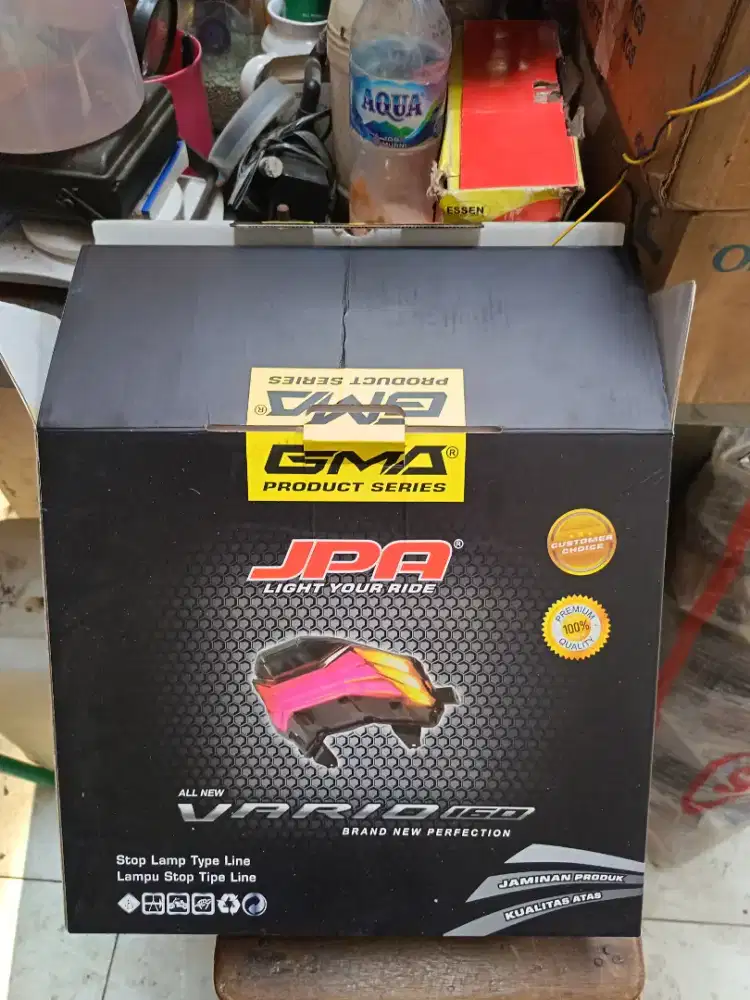 AQUA
ESSEN
PRODUCT SERIES
GMA®
GMA®
PRODUCT SERIES
JPA®
LIGHT YOUR RIDE
CUSTOMER
CHOICE
PREMIUM
100%
QUALITY
ALL NEW
VARIO 160
BRAND NEW PERFECTION
Stop Lamp Type Line
Lampu Stop Tipe Line
JAMINAN PRODUK
KUALITAS ATAS